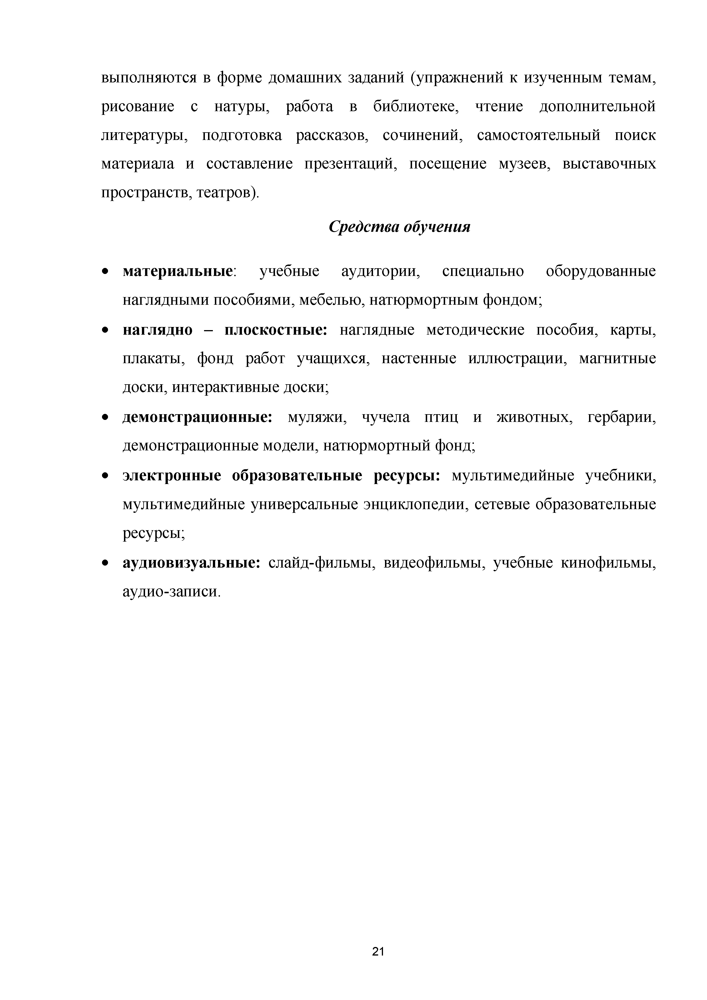 выполняются в форме домашних заданий (упражнений к изученным темам,
рисование с натуры, работа в библиотеке, чтение дополнительной
литературы, подготовка рассказов, сочинений, самостоятельный поиск
материала и составление презентаций, посещение музеев, выставочных
пространств, театров).
Средства обучения
• материальные: учебные аудитории, специально оборудованные
наглядными пособиями, мебелью, натюрмортным фондом;
• наглядно – плоскостные: наглядные методические пособия, карты,
плакаты, фонд работ учащихся, настенные иллюстрации, магнитные
доски, интерактивные доски;
• демонстрационные: муляжи, чучела птиц и животных, гербарии,
демонстрационные модели, натюрмортный фонд;
• электронные образовательные ресурсы: мультимедийные учебники,
мультимедийные универсальные энциклопедии, сетевые образовательные
ресурсы;
• аудиовизуальные: слайд-фильмы, видеофильмы, учебные кинофильмы,
аудио-записи.
21